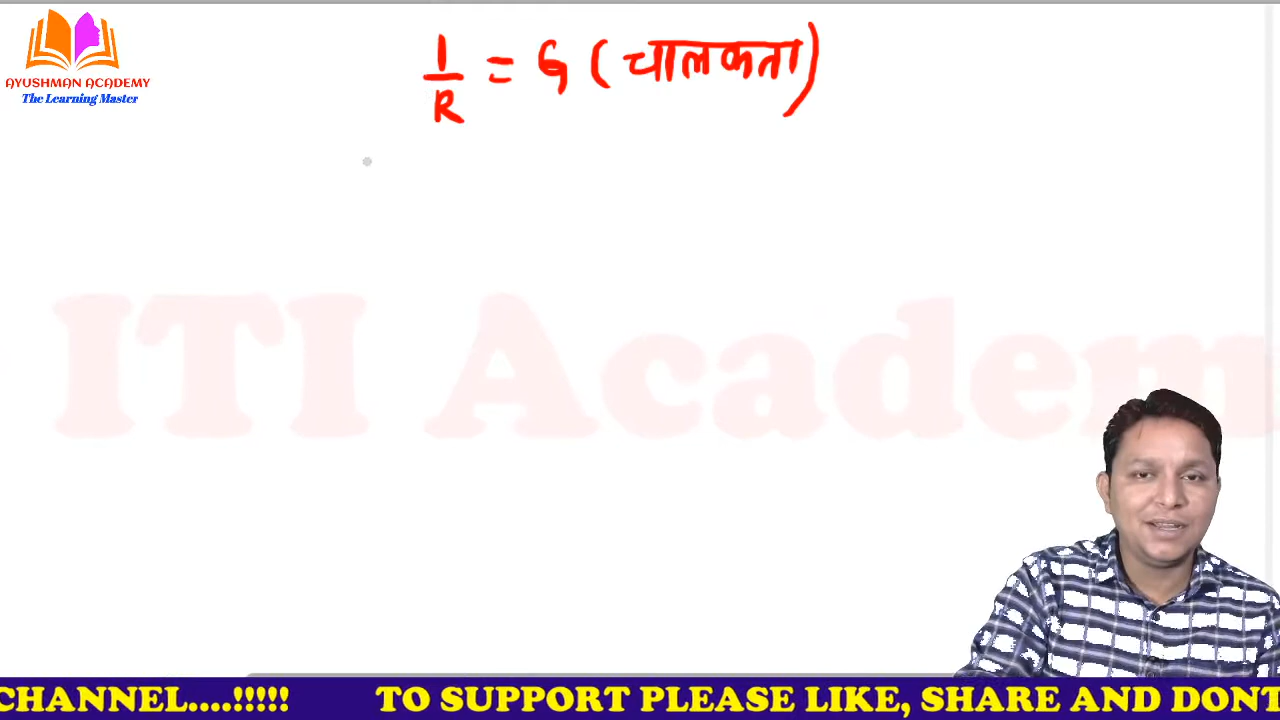 AYUSHMAN ACADEMY
The Learning Master
1/R = G (चालकता)
ITI Academ
CHANNEL....!!!!! TO SUPPORT PLEASE LIKE, SHARE AND DONT